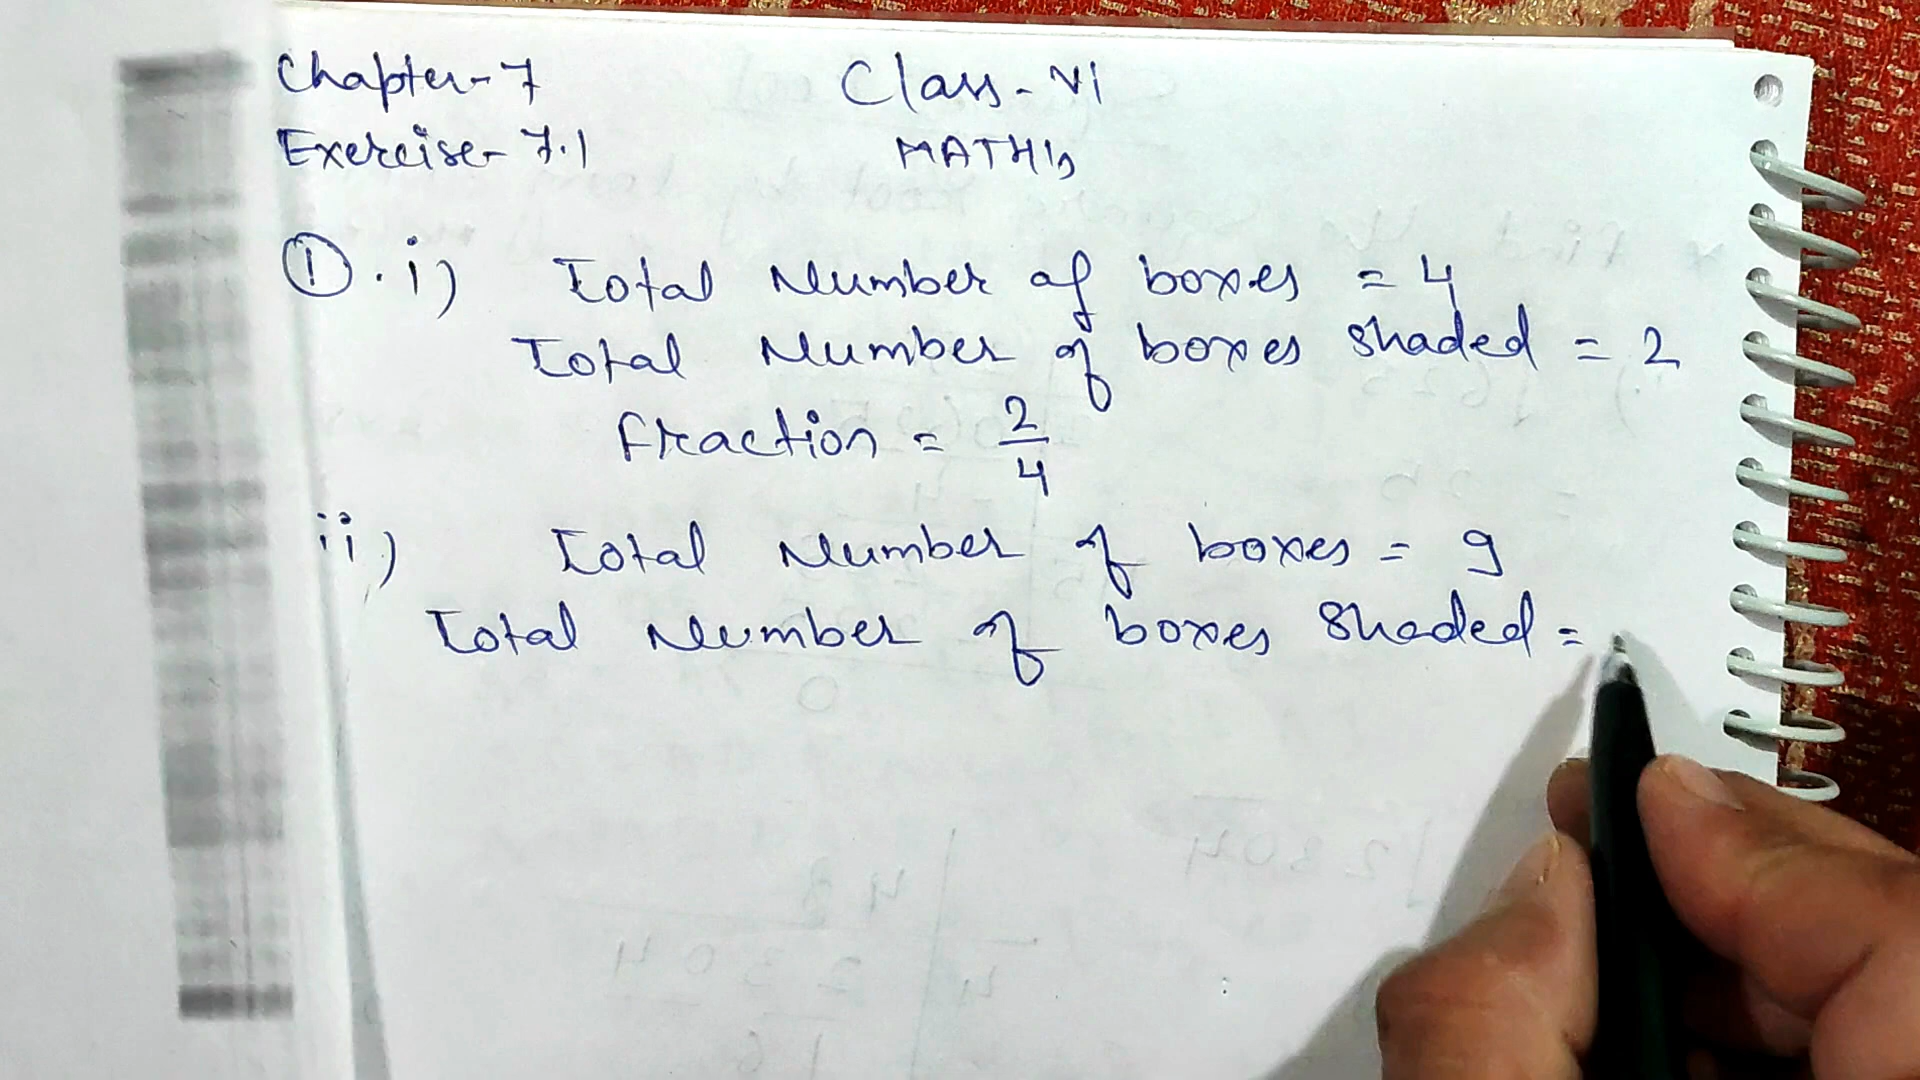 Chapter-7 Class-VI
Exercise-7.1 MATHS
① . i) Total Number of boxes = 4
Total Number of boxes shaded = 2
fraction = 2/4
ii) Total Number of boxes = 9
Total Number of boxes shaded =